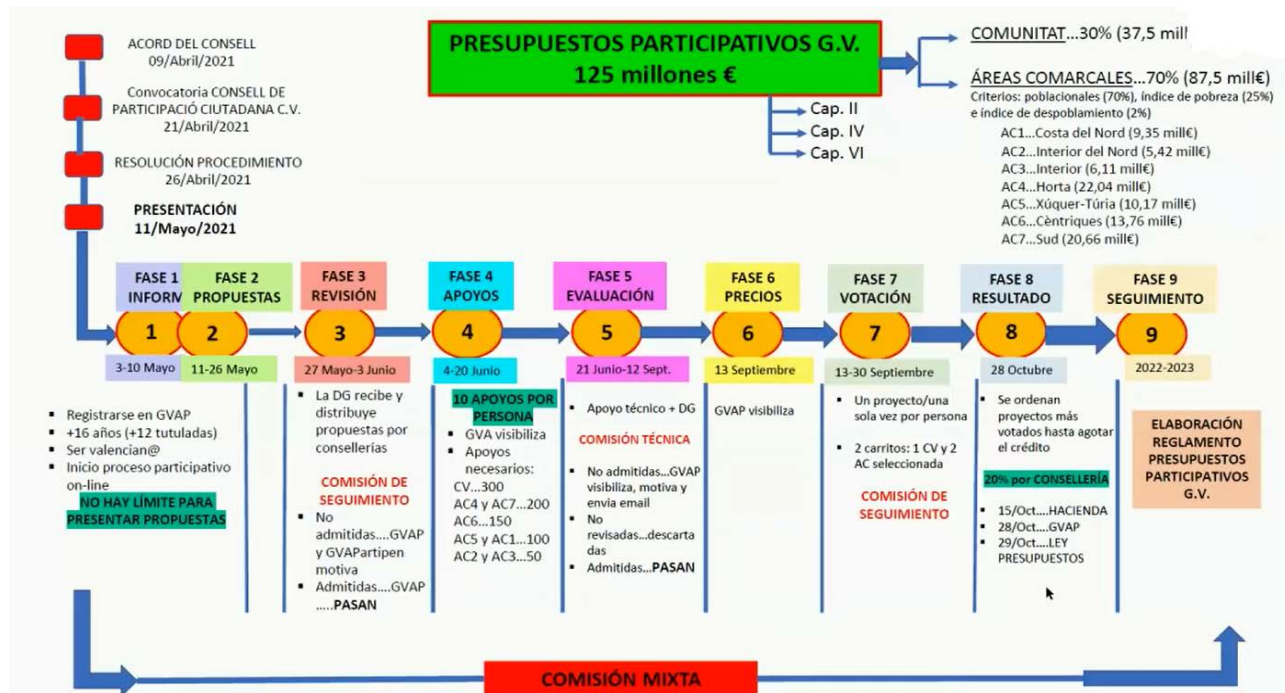 ACORD DEL CONSELL
09/Abril/2021
Convocatoria CONSELL DE
PARTICIPACIÓ CIUTADANA C.V.
21/Abril/2021
RESOLUCIÓN PROCEDIMIENTO
26/Abril/2021
PRESENTACIÓN
11/Mayo/2021
PRESUPUESTOS PARTICIPATIVOS G.V.
125 millones €
Cap. II
Cap. IV
Cap. VI
COMUNITAT...30% (37,5 mill
ÁREAS COMARCALES...70% (87,5 mill€)
Criterios: poblacionales (70%), índice de pobreza (25%)
e índice de despoblamiento (2%)
AC1...Costa del Nord (9,35 mill€)
AC2...Interior del Nord (5,42 mill€)
AC3...Interior (6,11 mill€)
AC4...Horta (22,04 mill€)
AC5...Xúquer-Túria (10,17 mill€)
AC6...Cèntriques (13,76 mill€)
AC7...Sud (20,66 mill€)
FASE 1
INFORM
1
3-10 Mayo
FASE 2
PROPUESTAS
2
11-26 Mayo
▪ Registrarse en GVAP
▪ +16 años (+12 tutuladas)
▪ Ser valencian@
▪ Inicio proceso participativo
on-line
NO HAY LÍMITE PARA
PRESENTAR PROPUESTAS
FASE 3
REVISIÓN
3
27 Mayo-3 Junio
▪ La DG recibe y
distribuye
propuestas por
consellerías
COMISIÓN DE
SEGUIMIENTO
▪ No
admitidas....GVAP
y GVAPartipen
motiva
▪ Admitidas....GVAP
.....PASAN
FASE 4
APOYOS
4
4-20 Junio
10 APOYOS POR
PERSONA
▪ GVA visibiliza
▪ Apoyos
necesarios:
CV...300
AC4 y AC7...200
AC6...150
AC5 y AC1...100
AC2 y AC3...50
FASE 5
EVALUACIÓN
5
21 Junio-12 Sept.
▪ Apoyo técnico + DG
COMISIÓN TÉCNICA
▪ No admitidas...GVAP
visibiliza, motiva y
envia email
▪ No
revisadas...descarta
das
▪ Admitidas...PASAN
FASE 6
PRECIOS
6
13 Septiembre
GVAP visibiliza
FASE 7
VOTACIÓN
7
13-30 Septiembre
▪ Un proyecto/una
sola vez por persona
▪ 2 carritos: 1 CV y 2
AC seleccionada
COMISIÓN DE
SEGUIMIENTO
FASE 8
RESULTADO
8
28 Octubre
▪ Se ordenan
proyectos más
votados hasta agotar
el crédito
20% por CONSELLERÍA
▪ 15/Oct....HACIENDA
▪ 28/Oct....GVAP
▪ 29/Oct....LEY
PRESUPUESTOS
FASE 9
SEGUIMIENTO
9
2022-2023
ELABORACIÓN
REGLAMENTO
PRESUPUESTOS
PARTICIPATIVOS
G.V.
COMISIÓN MIXTA